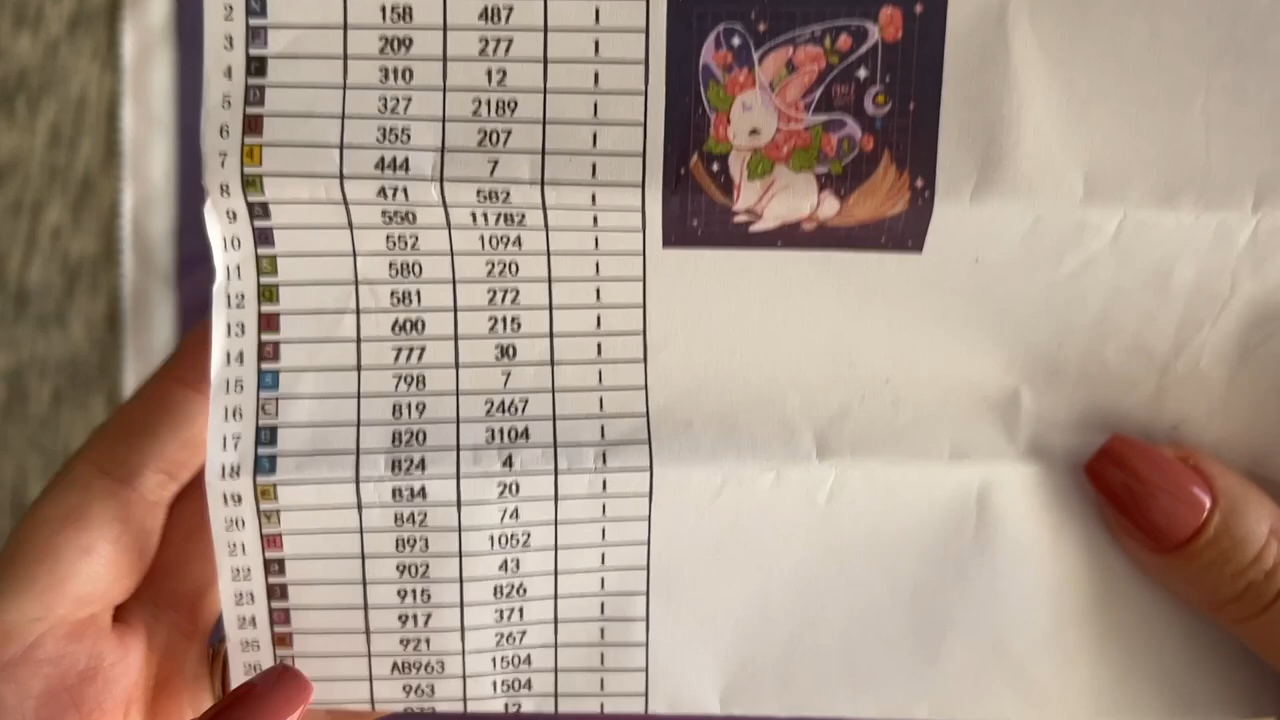 2 N 158 487 1
3 F 209 277 1
4 r 310 12 1
5 D 327 2189 1
6 U 355 207 1
7 4 444 7 1
8 M 471 582 1
9 550 11782 1
10 G 552 1094 1
11 S 580 220 1
12 Q 581 272 1
13 600 215 1
14 777 30 1
15 798 7 1
16 C 819 2467 1
17 820 3104 1
18 824 4 1
19 834 20 1
20 Y 842 74 1
21 H 893 1052 1
22 a 902 43 1
23 J 915 826 1
24 917 371 1
25 921 267 1
26 AB963 1504 1
963 1504 1
12